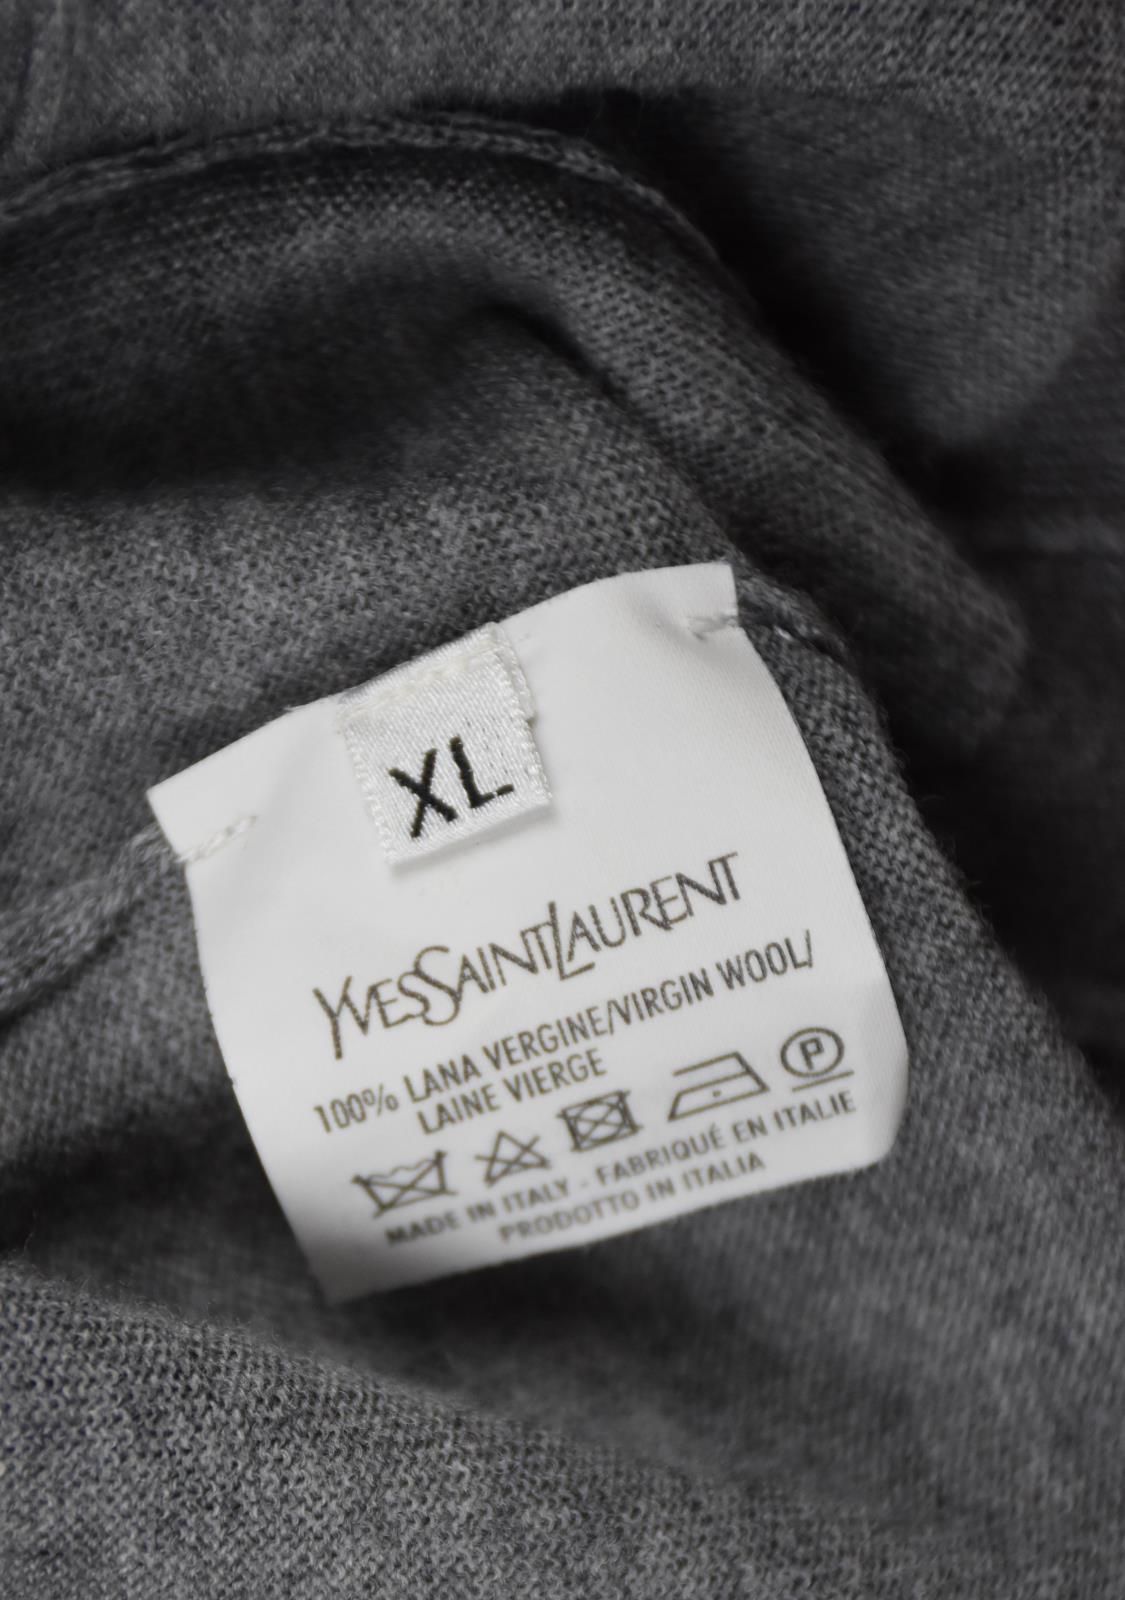 XL
YVESSAINTLAURENT
100% LANA VERGINE/VIRGIN WOOL/
LAINE VIERGE
P
MADE IN ITALY - FABRIQUÉ EN ITALIE
PRODOTTO IN ITALIA